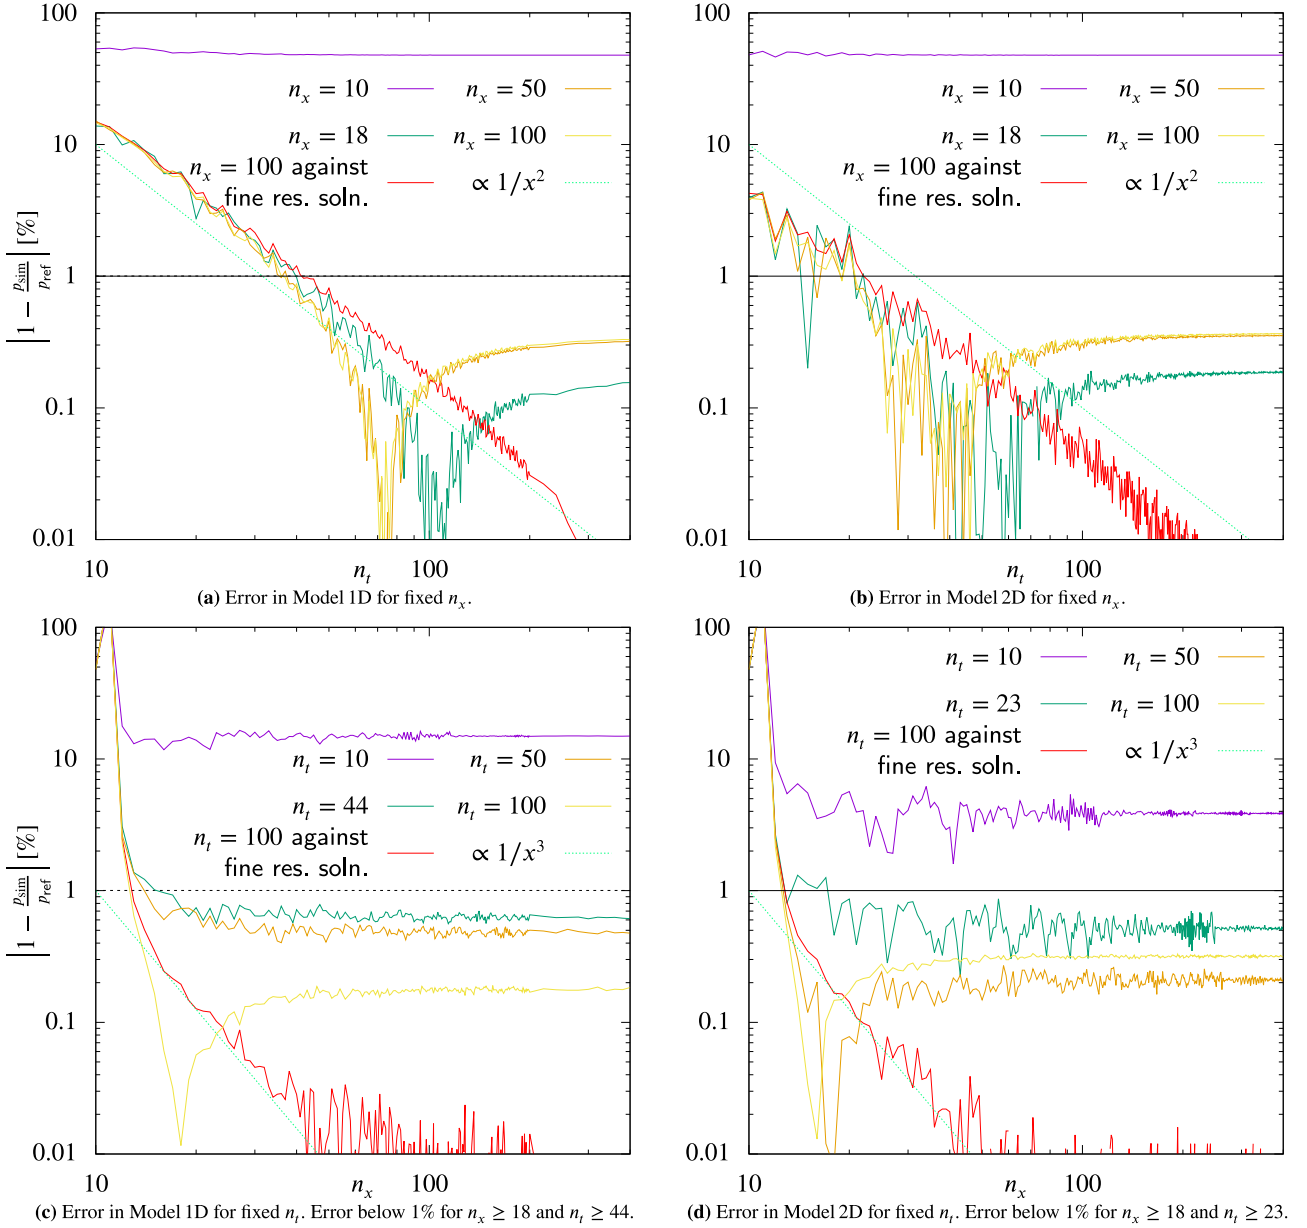 100
10
1
0.1
0.01
|1 − p_sim/p_ref| [%]
n_x = 10
n_x = 50
n_x = 18
n_x = 100
n_x = 100 against
fine res. soln.
∝ 1/x²
10
n_t
100
(a) Error in Model 1D for fixed n_x.
100
10
1
0.1
0.01
n_x = 10
n_x = 50
n_x = 18
n_x = 100
n_x = 100 against
fine res. soln.
∝ 1/x²
10
n_t
100
(b) Error in Model 2D for fixed n_x.
100
10
1
0.1
0.01
|1 − p_sim/p_ref| [%]
n_t = 10
n_t = 50
n_t = 44
n_t = 100
n_t = 100 against
fine res. soln.
∝ 1/x³
10
n_x
100
(c) Error in Model 1D for fixed n_t. Error below 1% for n_x ≥ 18 and n_t ≥ 44.
100
10
1
0.1
0.01
n_t = 10
n_t = 50
n_t = 23
n_t = 100
n_t = 100 against
fine res. soln.
∝ 1/x³
10
n_x
100
(d) Error in Model 2D for fixed n_t. Error below 1% for n_x ≥ 18 and n_t ≥ 23.